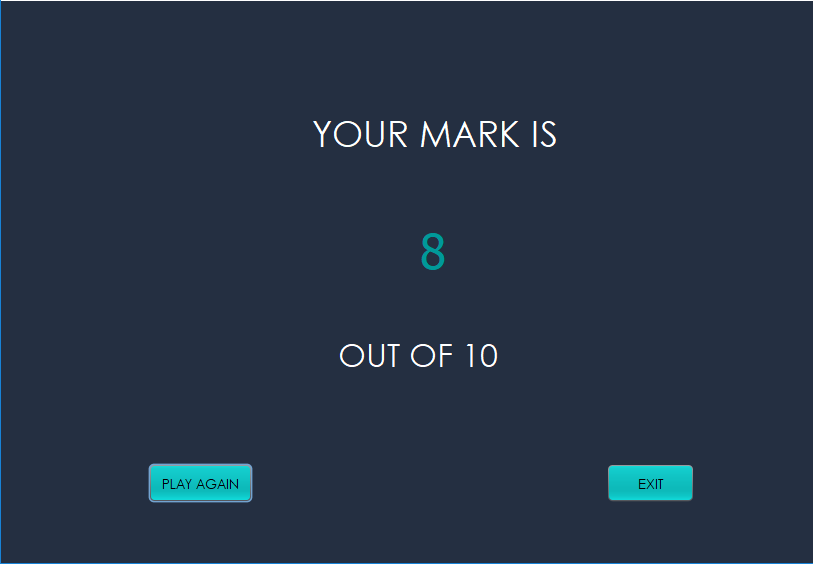 YOUR MARK IS
8
OUT OF 10
PLAY AGAIN
EXIT